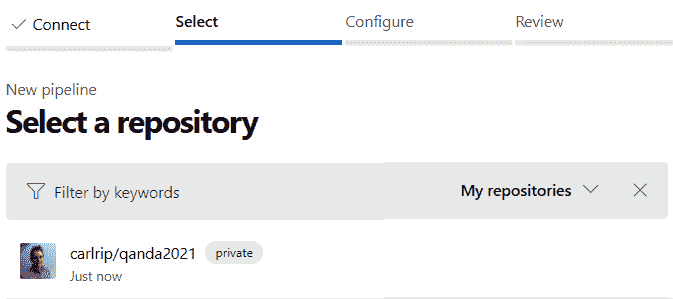 Connect Select Configure Review
New pipeline
Select a repository
Filter by keywords My repositories
carlrip/qanda2021 private
Just now